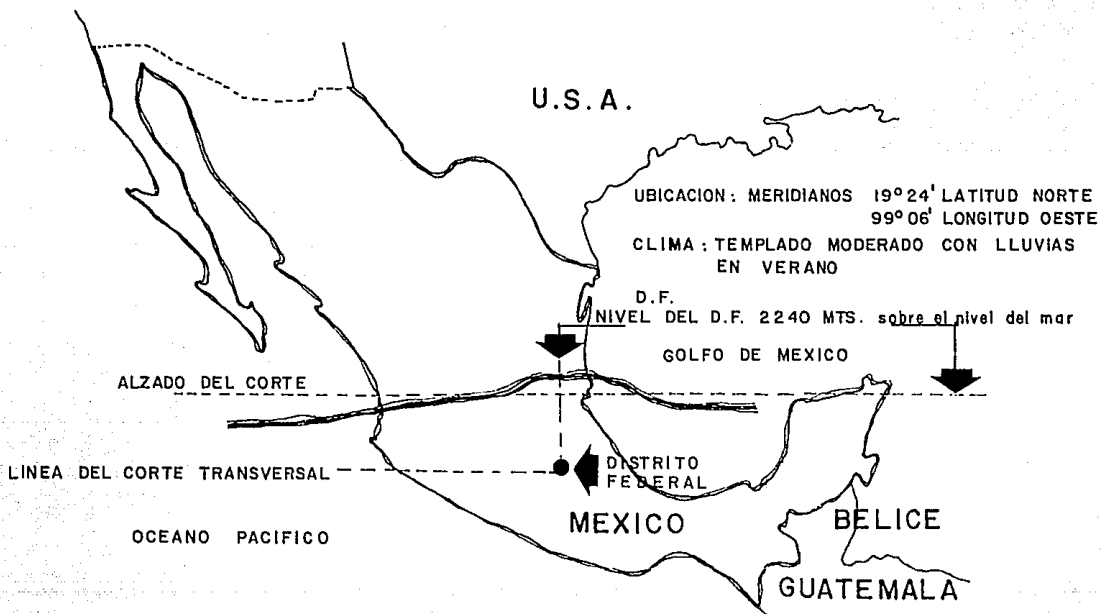 U.S.A.
UBICACION: MERIDIANOS 19° 24' LATITUD NORTE
99° 06' LONGITUD OESTE
CLIMA: TEMPLADO MODERADO CON LLUVIAS
EN VERANO
D.F.
NIVEL DEL D.F. 2240 MTS. sobre el nivel del mar
GOLFO DE MEXICO
ALZADO DEL CORTE
LINEA DEL CORTE TRANSVERSAL
DISTRITO
FEDERAL
MEXICO
BELICE
OCEANO PACIFICO
GUATEMALA